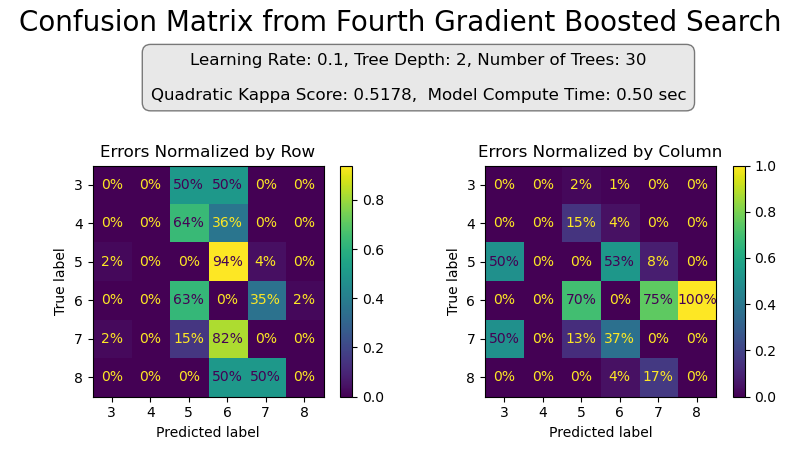 Confusion Matrix from Fourth Gradient Boosted Search
Learning Rate: 0.1, Tree Depth: 2, Number of Trees: 30
Quadratic Kappa Score: 0.5178,  Model Compute Time: 0.50 sec
Errors Normalized by Row
True label
3 0% 0% 50% 50% 0% 0%
4 0% 0% 64% 36% 0% 0%
5 2% 0% 0% 94% 4% 0%
6 0% 0% 63% 0% 35% 2%
7 2% 0% 15% 82% 0% 0%
8 0% 0% 0% 50% 50% 0%
3 4 5 6 7 8
Predicted label
0.8
0.6
0.4
0.2
0.0
Errors Normalized by Column
True label
3 0% 0% 2% 1% 0% 0%
4 0% 0% 15% 4% 0% 0%
5 50% 0% 0% 53% 8% 0%
6 0% 0% 70% 0% 75% 100%
7 50% 0% 13% 37% 0% 0%
8 0% 0% 0% 4% 17% 0%
3 4 5 6 7 8
Predicted label
1.0
0.8
0.6
0.4
0.2
0.0